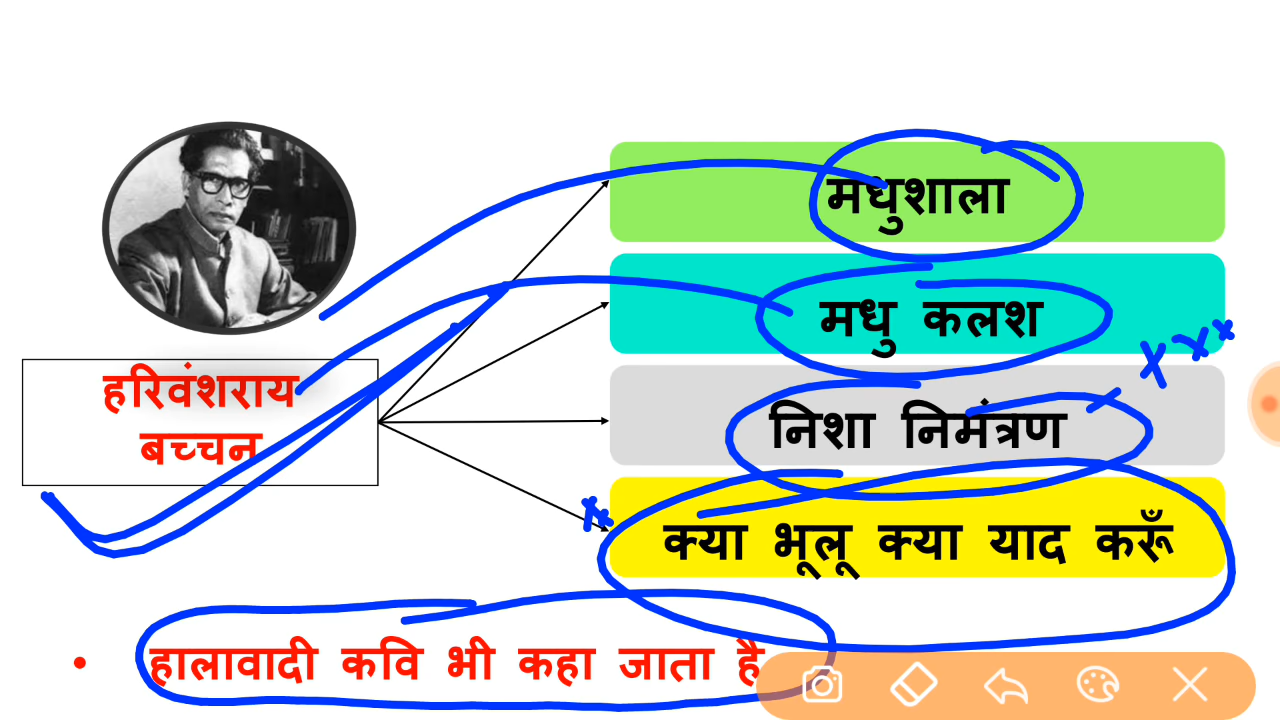 मधुशाला
मधु कलश
हरिवंशराय
बच्चन
निशा निमंत्रण
क्या भूलू क्या याद करूँ
• हालावादी कवि भी कहा जाता है